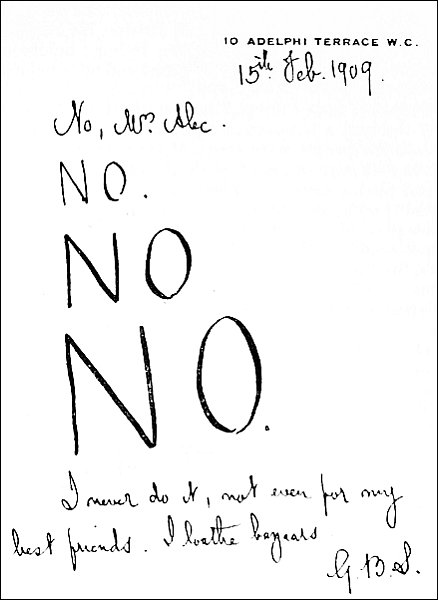 10 ADELPHI TERRACE W.C.
15th Feb. 1909.
No, Mrs Alec.
NO.
NO
NO.
I never do it, not even for my
best friends. I loathe bazaars
G.B.S.